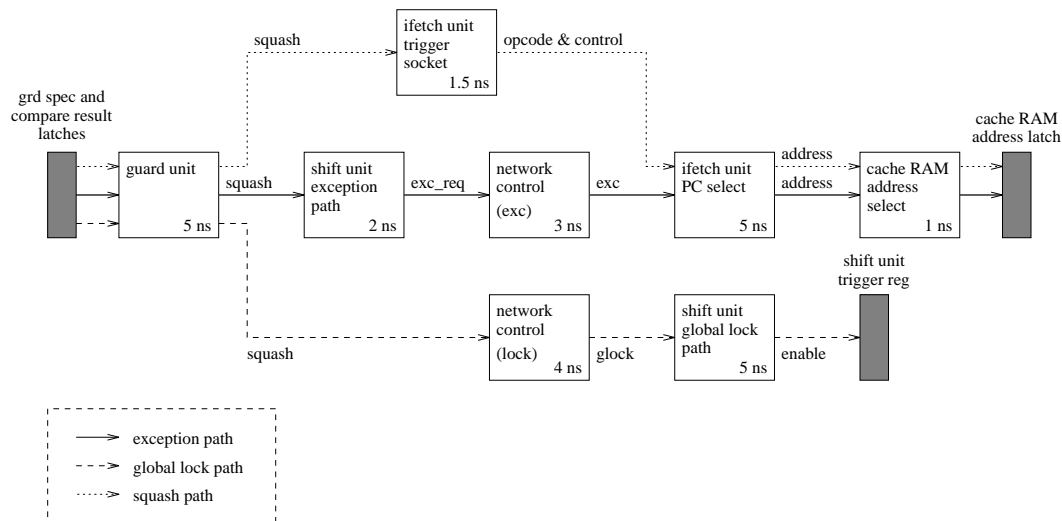 ifetch unit
trigger
socket
1.5 ns
squash
opcode & control
grd spec and
compare result
latches
cache RAM
address latch
guard unit
5 ns
squash
shift unit
exception
path
2 ns
exc_req
network
control
(exc)
3 ns
exc
ifetch unit
PC select
5 ns
address
address
cache RAM
address
select
1 ns
shift unit
trigger reg
squash
network
control
(lock)
4 ns
glock
shift unit
global lock
path
5 ns
enable
exception path
global lock path
squash path